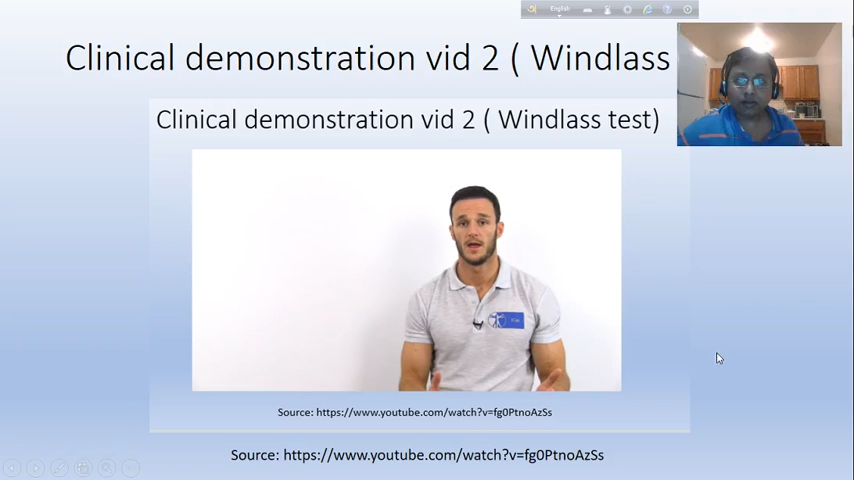 English
Clinical demonstration vid 2 ( Windlass
Clinical demonstration vid 2 ( Windlass test)
Source: https://www.youtube.com/watch?v=fg0PtnoAzSs
Source: https://www.youtube.com/watch?v=fg0PtnoAzSs